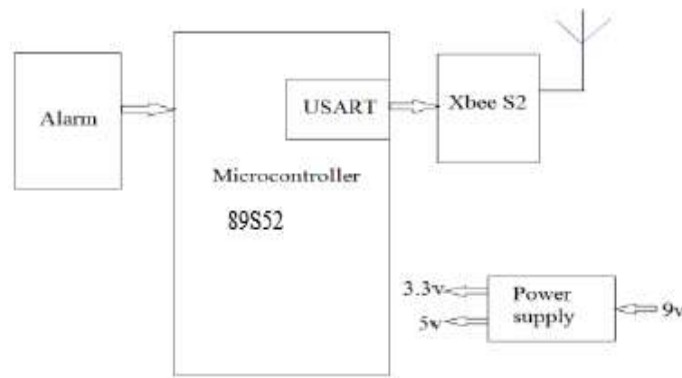 Alarm
USART
Xbee S2
Microcontroller
89S52
3.3v
5v
Power
supply
9v